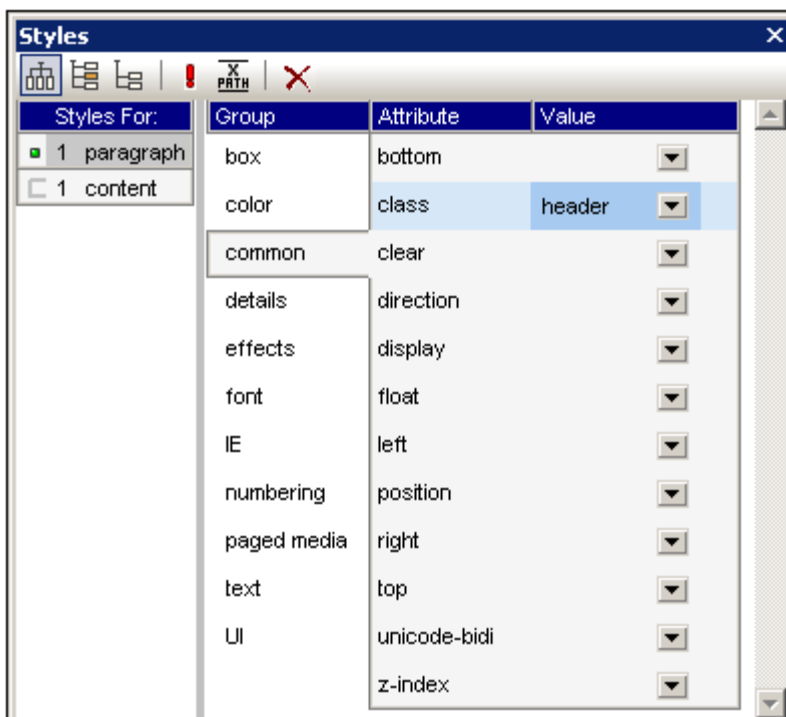 Styles
X PATH
Styles For: Group Attribute Value
1 paragraph box bottom
1 content color class header
common clear
details direction
effects display
font float
IE left
numbering position
paged media right
text top
UI unicode-bidi
z-index